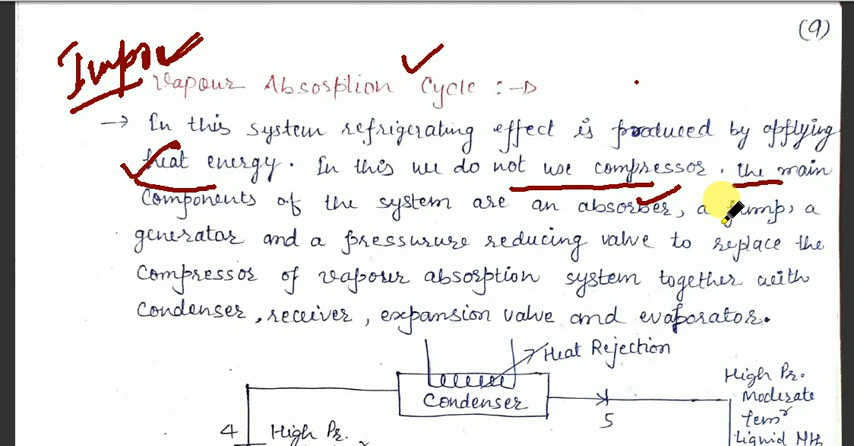 (9)
Impor
Vapour Absorption Cycle :-
→ In this system refrigerating effect is produced by applying
heat energy. In this we do not use compressor. the main
components of the system are an absorber, a pump, a
generator and a pressurure reducing valve to replace the
compressor of vapour absorption system together with
condenser, receiver, expansion valve and evaporator.
Heat Rejection
Condenser
High Pr.
Moderate
Temr
Liquid NH3
5
4 High Pr.